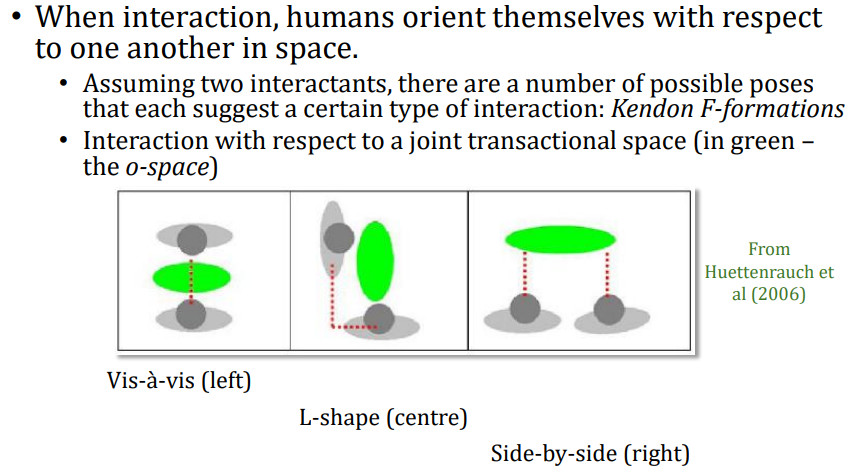 • When interaction, humans orient themselves with respect
to one another in space.
• Assuming two interactants, there are a number of possible poses
that each suggest a certain type of interaction: Kendon F-formations
• Interaction with respect to a joint transactional space (in green –
the o-space)
From
Huettenrauch et
al (2006)
Vis-à-vis (left)
L-shape (centre)
Side-by-side (right)